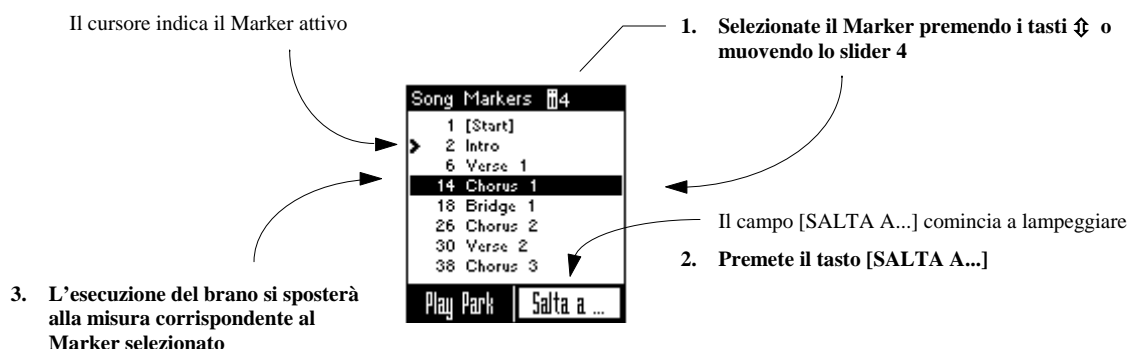 Il cursore indica il Marker attivo
1. Selezionate il Marker premendo i tasti ⇕ o
muovendo lo slider 4
Song Markers 4
1 [Start]
2 Intro
6 Verse 1
14 Chorus 1
18 Bridge 1
26 Chorus 2
30 Verse 2
38 Chorus 3
Play Park
Salta a ...
Il campo [SALTA A...] comincia a lampeggiare
2. Premete il tasto [SALTA A...]
3. L'esecuzione del brano si sposterà
alla misura corrispondente al
Marker selezionato